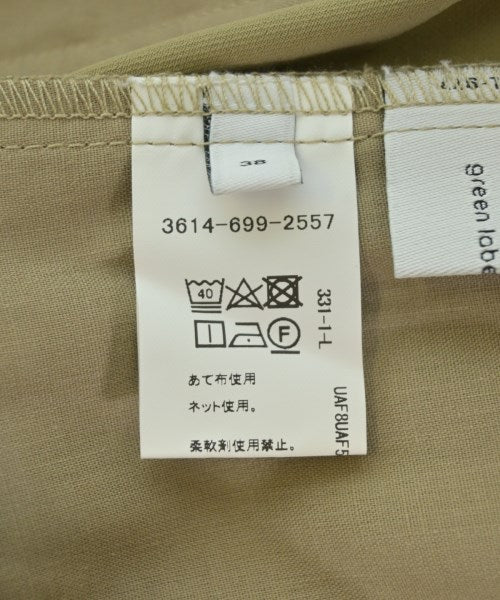 38
3614-699-2557
40
F
331-1-L
あて布使用
ネット使用。
柔軟剤使用禁止。
UAF8UAF5
green labe